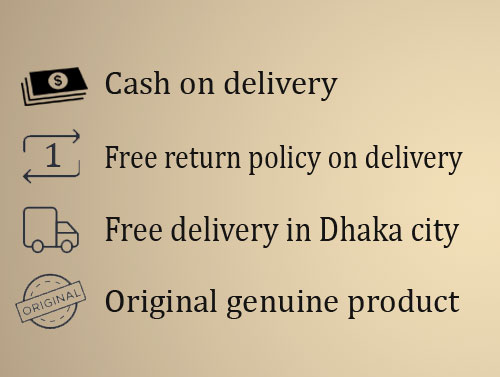 $ Cash on delivery
1 Free return policy on delivery
Free delivery in Dhaka city
ORIGINAL Original genuine product